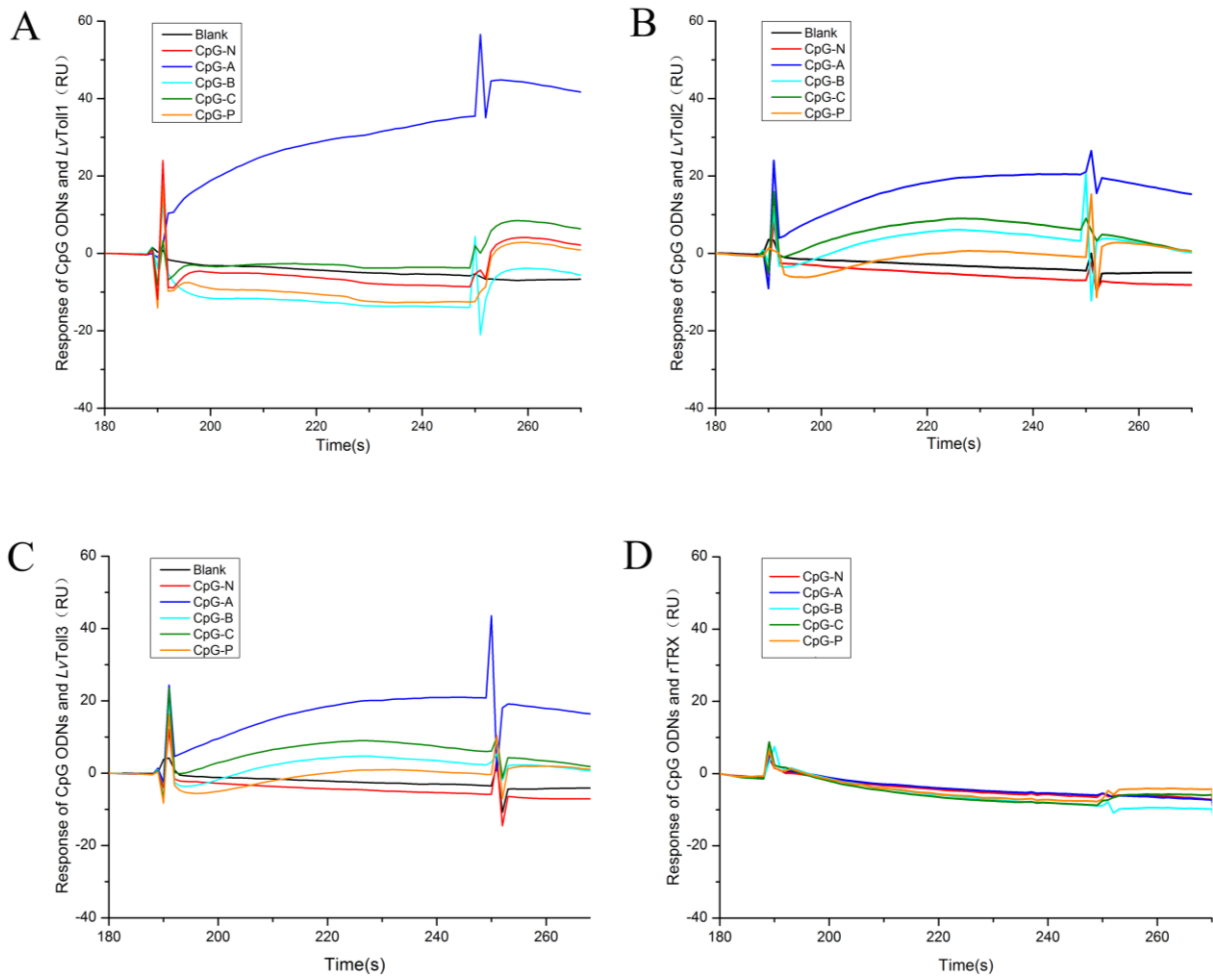 A
Response of CpG ODNs and LvToll1（RU）
60
40
20
0
-20
-40
180
200
220
240
260
Time(s)
Blank
CpG-N
CpG-A
CpG-B
CpG-C
CpG-P
B
Response of CpG ODNs and LvToll2（RU）
60
40
20
0
-20
-40
180
200
220
240
260
Time(s)
Blank
CpG-N
CpG-A
CpG-B
CpG-C
CpG-P
C
Response of CpG ODNs and LvToll3（RU）
60
40
20
0
-20
-40
180
200
220
240
260
Time(s)
Blank
CpG-N
CpG-A
CpG-B
CpG-C
CpG-P
D
Response of CpG ODNs and rTRX（RU）
60
40
20
0
-20
-40
180
200
220
240
260
Time(s)
CpG-N
CpG-A
CpG-B
CpG-C
CpG-P